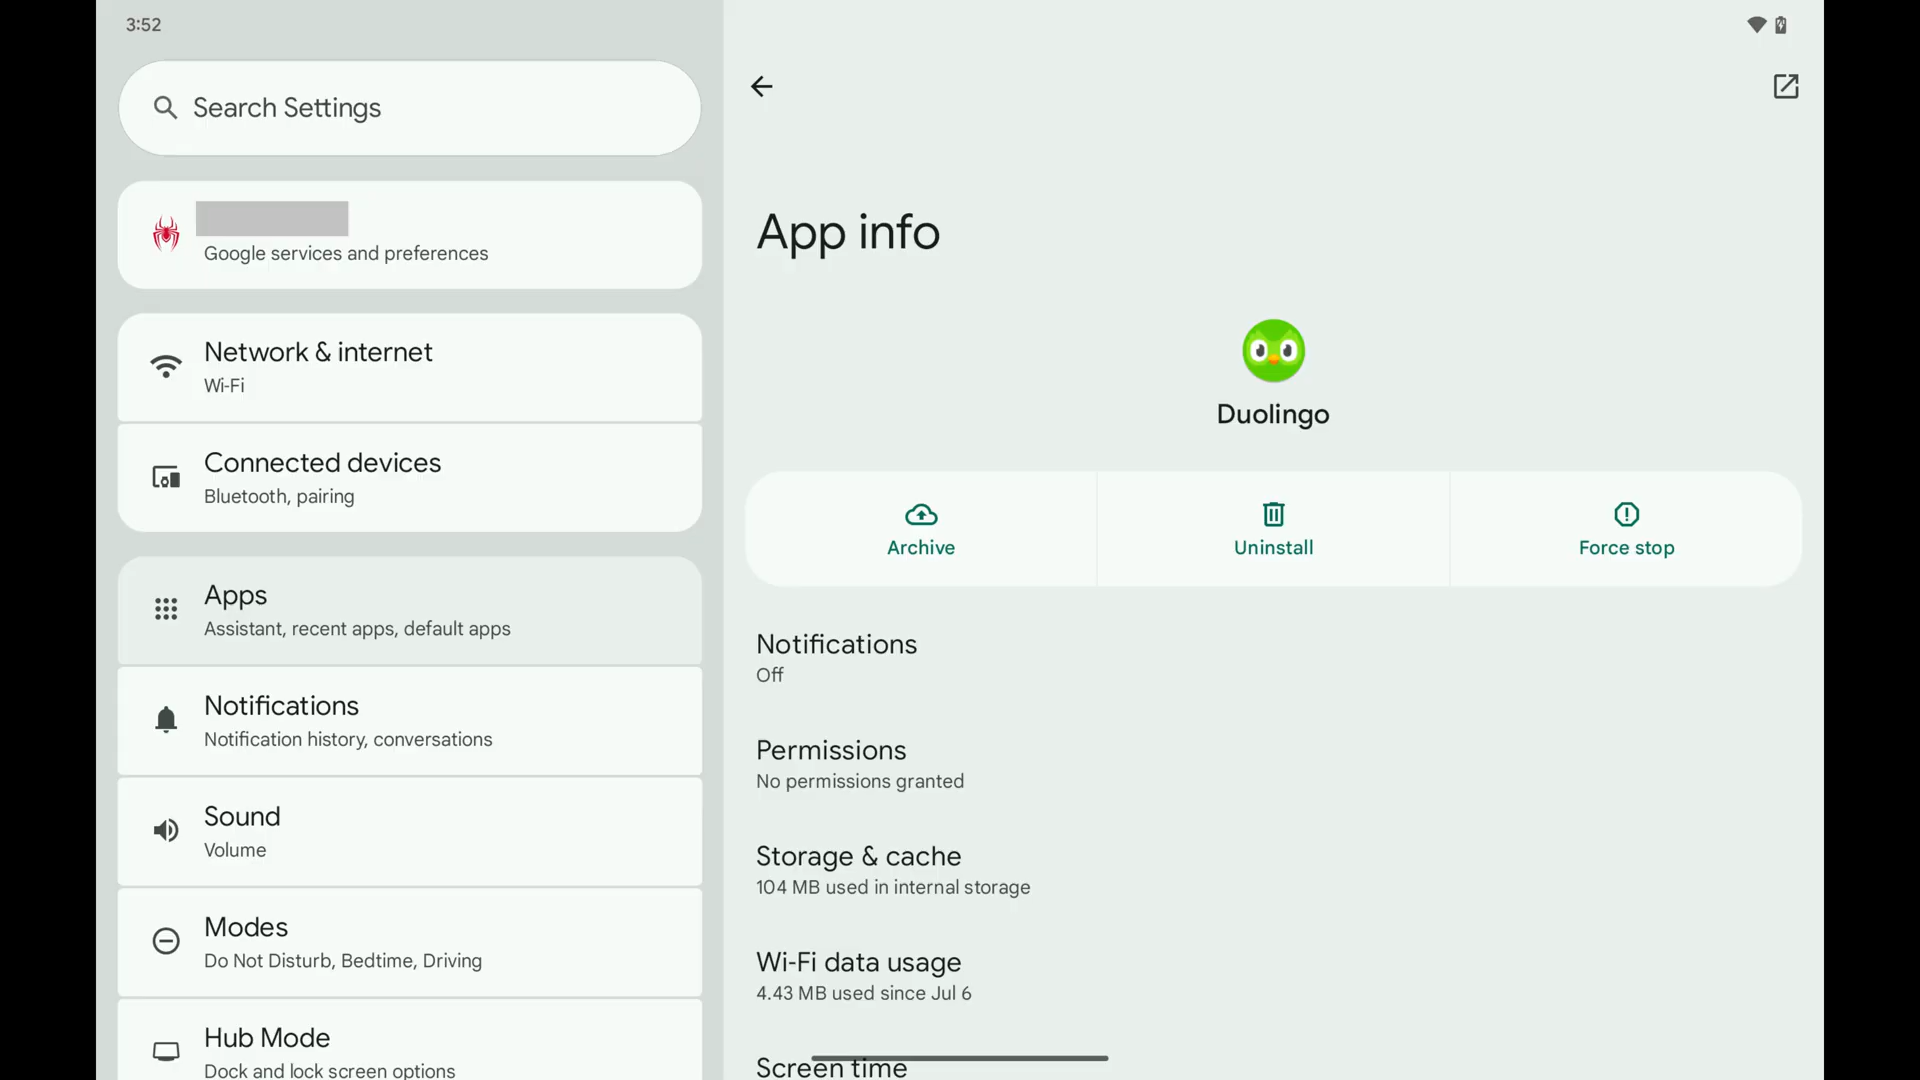 3:52
Search Settings
Google services and preferences
Network & internet
Wi-Fi
Connected devices
Bluetooth, pairing
Apps
Assistant, recent apps, default apps
Notifications
Notification history, conversations
Sound
Volume
Modes
Do Not Disturb, Bedtime, Driving
Hub Mode
Dock and lock screen options
App info
Duolingo
Archive
Uninstall
Force stop
Notifications
Off
Permissions
No permissions granted
Storage & cache
104 MB used in internal storage
Wi-Fi data usage
4.43 MB used since Jul 6
Screen time